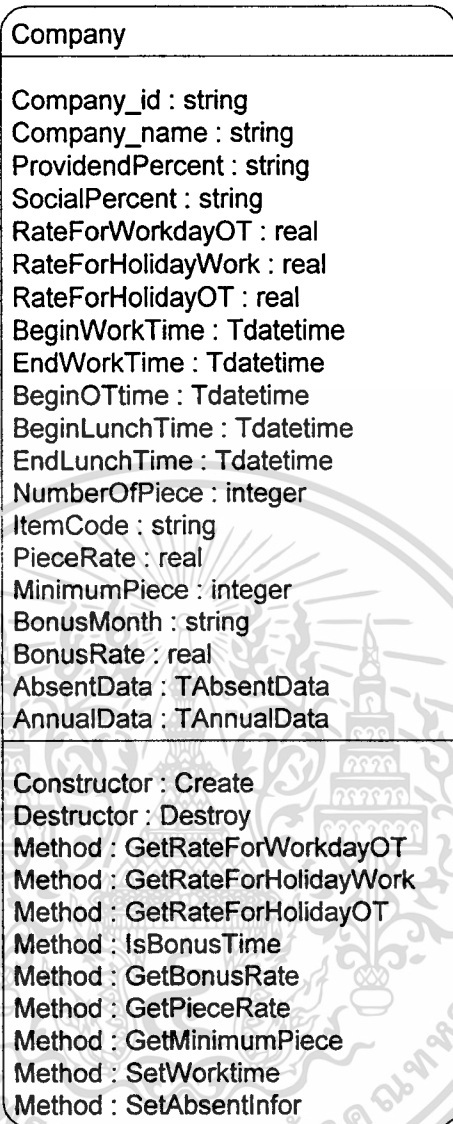 Company
Company_id : string
Company_name : string
ProvidendPercent : string
SocialPercent : string
RateForWorkdayOT : real
RateForHolidayWork : real
RateForHolidayOT : real
BeginWorkTime : Tdatetime
EndWorkTime : Tdatetime
BeginOTtime : Tdatetime
BeginLunchTime : Tdatetime
EndLunchTime : Tdatetime
NumberOfPiece : integer
ItemCode : string
PieceRate : real
MinimumPiece : integer
BonusMonth : string
BonusRate : real
AbsentData : TAbsentData
AnnualData : TAnnualData
Constructor : Create
Destructor : Destroy
Method : GetRateForWorkdayOT
Method : GetRateForHolidayWork
Method : GetRateForHolidayOT
Method : IsBonusTime
Method : GetBonusRate
Method : GetPieceRate
Method : GetMinimumPiece
Method : SetWorktime
Method : SetAbsentInfor